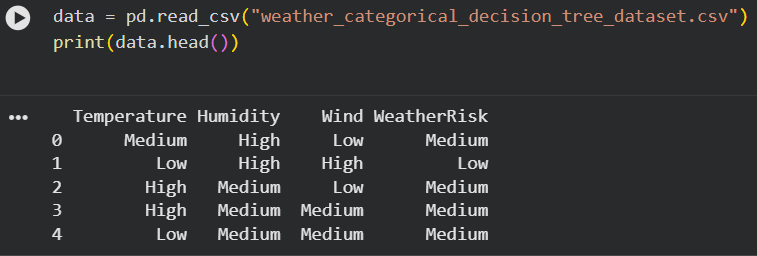 data = pd.read_csv("weather_categorical_decision_tree_dataset.csv")
print(data.head())
Temperature Humidity Wind WeatherRisk
0 Medium High Low Medium
1 Low High High Low
2 High Medium Low Medium
3 High Medium Medium Medium
4 Low Medium Medium Medium